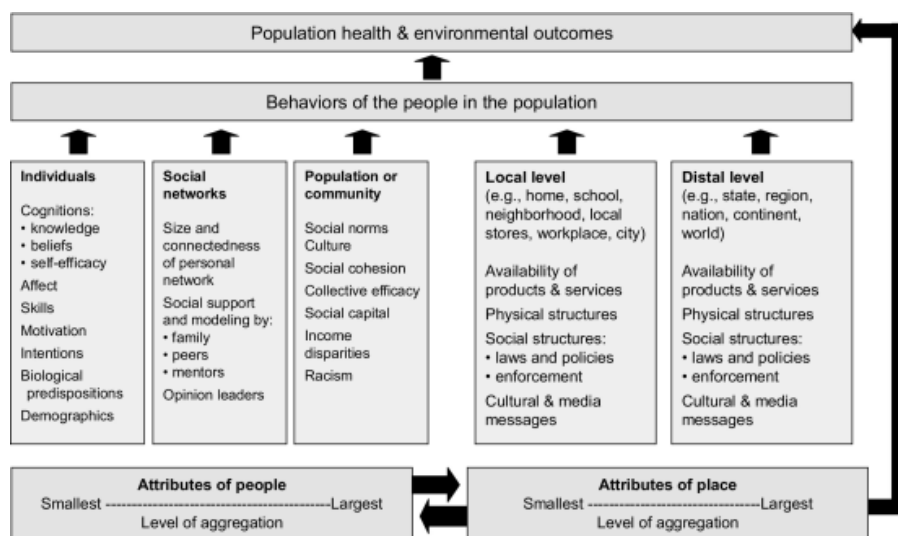 Population health & environmental outcomes
Behaviors of the people in the population
Individuals
Cognitions:
• knowledge
• beliefs
• self-efficacy
Affect
Skills
Motivation
Intentions
Biological
predispositions
Demographics
Social
networks
Size and
connectedness
of personal
network
Social support
and modeling by:
• family
• peers
• mentors
Opinion leaders
Population or
community
Social norms
Culture
Social cohesion
Collective efficacy
Social capital
Income
disparities
Racism
Local level
(e.g., home, school,
neighborhood, local
stores, workplace, city)
Availability of
products & services
Physical structures
Social structures:
• laws and policies
• enforcement
Cultural & media
messages
Distal level
(e.g., state, region,
nation, continent,
world)
Availability of
products & services
Physical structures
Social structures:
• laws and policies
• enforcement
Cultural & media
messages
Attributes of people
Smallest ------------------------------------------Largest
Level of aggregation
Attributes of place
Smallest ------------------------------------------Largest
Level of aggregation